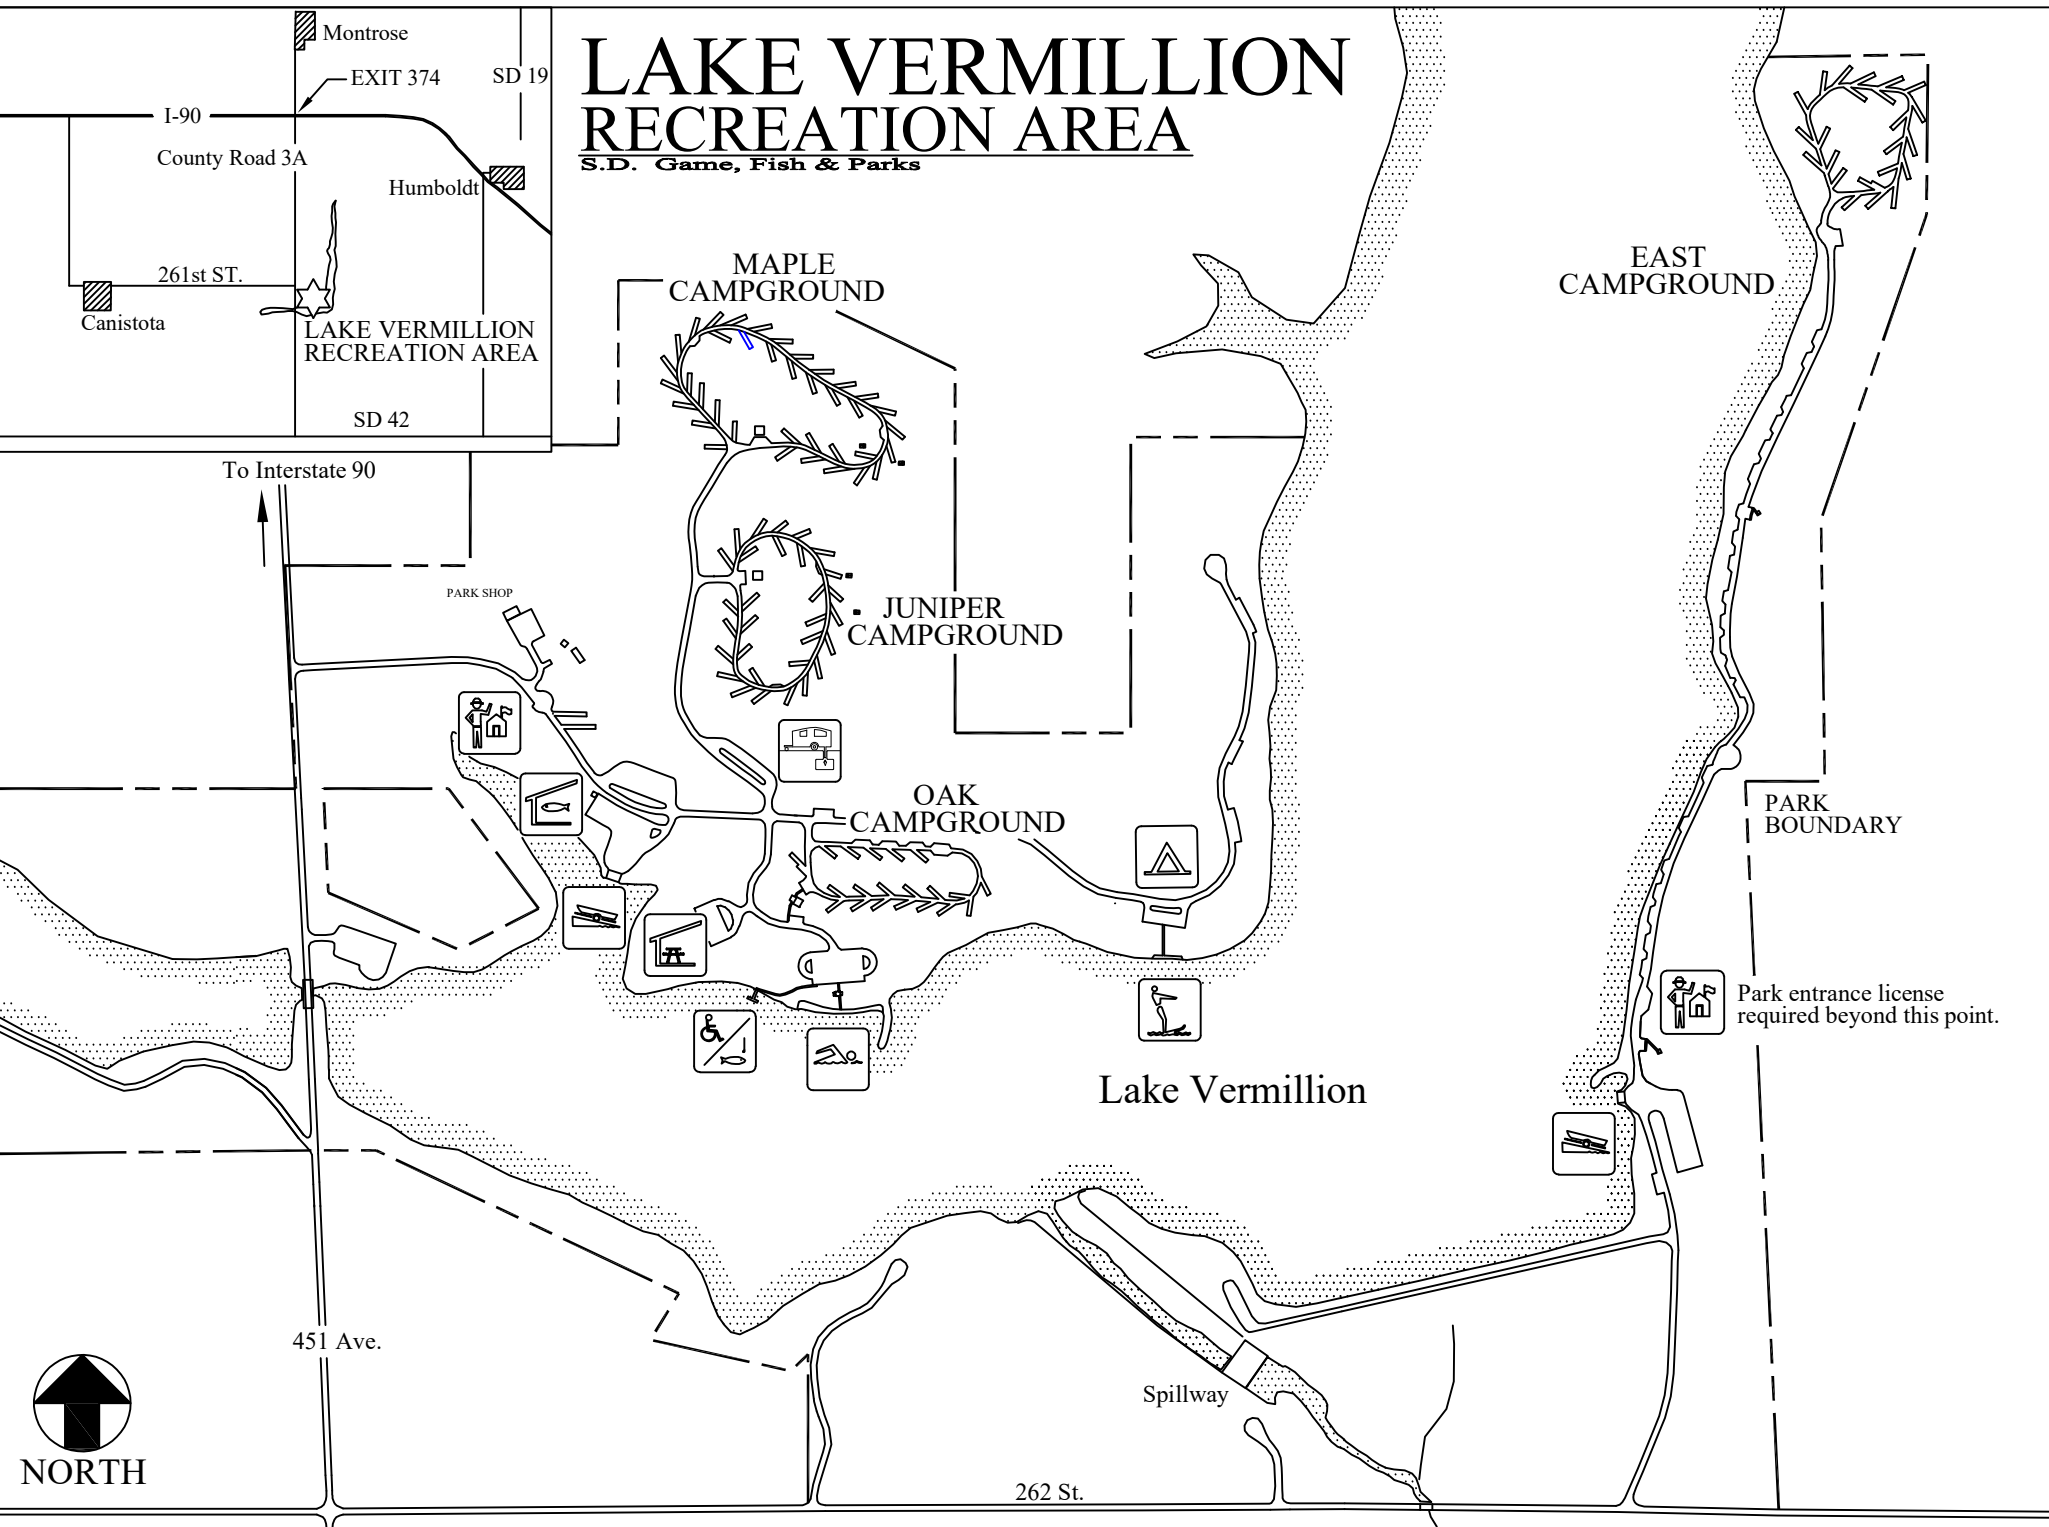 Montrose
EXIT 374
SD 19
I-90
County Road 3A
Humboldt
261st ST.
Canistota
LAKE VERMILLION
RECREATION AREA
SD 42
LAKE VERMILLION
RECREATION AREA
S.D. Game, Fish & Parks
MAPLE
CAMPGROUND
EAST
CAMPGROUND
To Interstate 90
PARK SHOP
JUNIPER
CAMPGROUND
OAK
CAMPGROUND
PARK
BOUNDARY
Park entrance license
required beyond this point.
Lake Vermillion
451 Ave.
Spillway
NORTH
262 St.